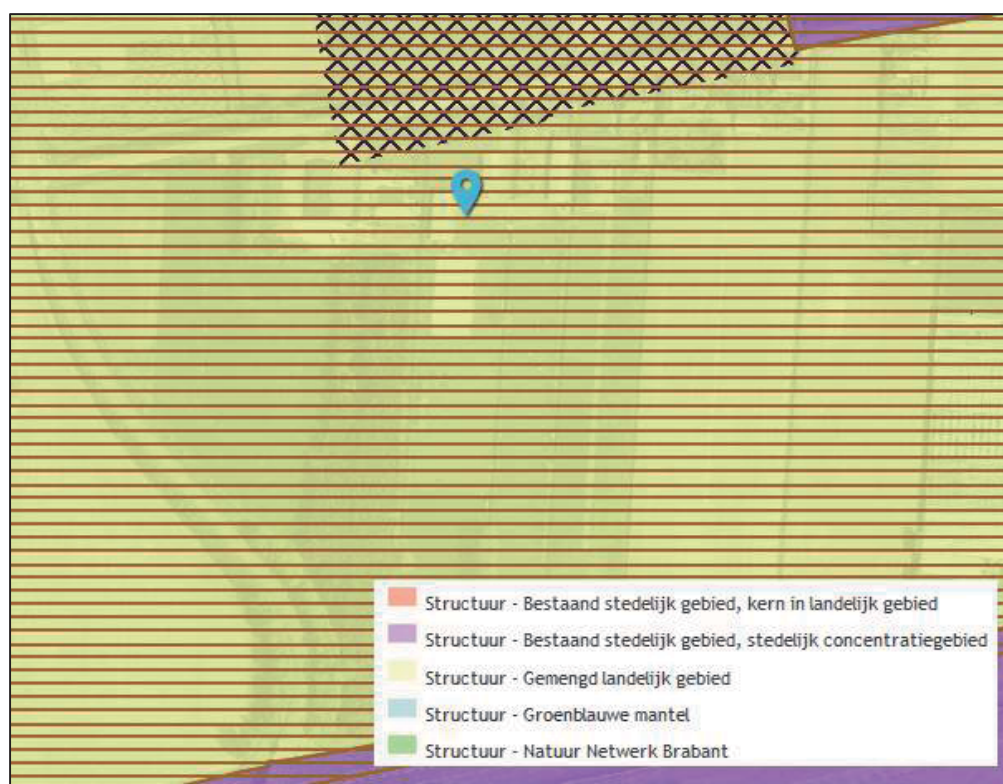 Structuur - Bestaand stedelijk gebied, kern in landelijk gebied
Structuur - Bestaand stedelijk gebied, stedelijk concentratiegebied
Structuur - Gemengd landelijk gebied
Structuur - Groenblauwe mantel
Structuur - Natuur Netwerk Brabant